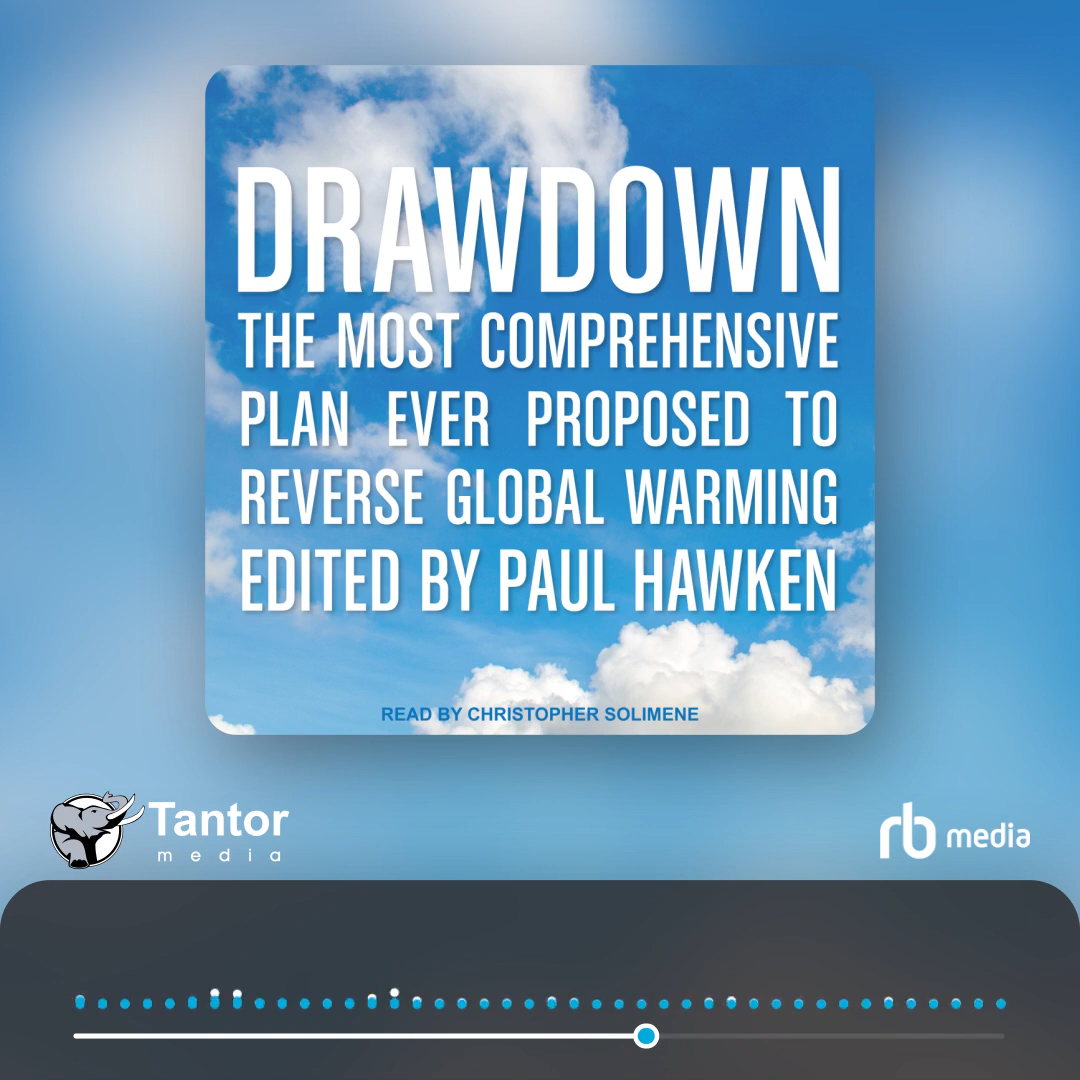 DRAWDOWN
THE MOST COMPREHENSIVE
PLAN EVER PROPOSED TO
REVERSE GLOBAL WARMING
EDITED BY PAUL HAWKEN
READ BY CHRISTOPHER SOLIMENE
Tantor
media
rb media